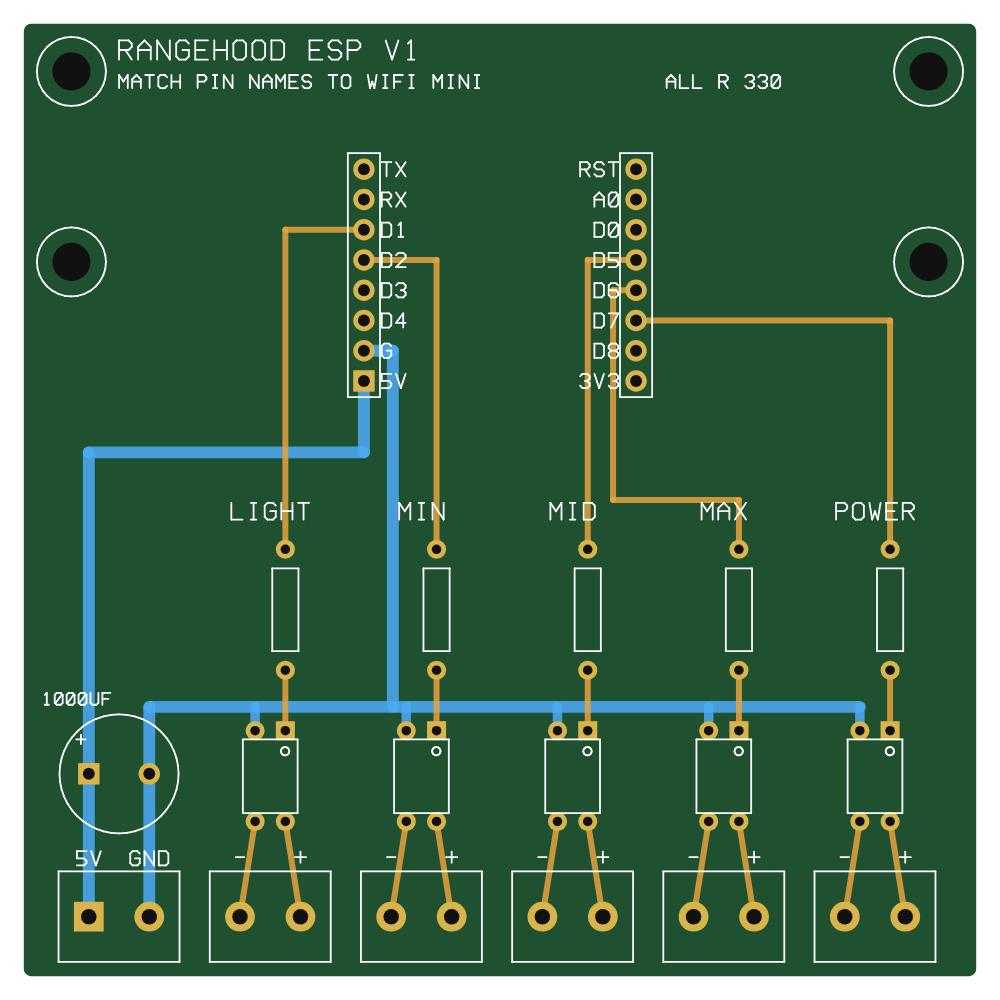 RANGEHOOD ESP V1
MATCH PIN NAMES TO WIFI MINI
ALL R 330
TX
RX
D1
D2
D3
D4
G
5V
RST
A0
D0
D5
D6
D7
D8
3V3
LIGHT
MIN
MID
MAX
POWER
1000UF
+
5V GND
- +
- +
- +
- +
- +